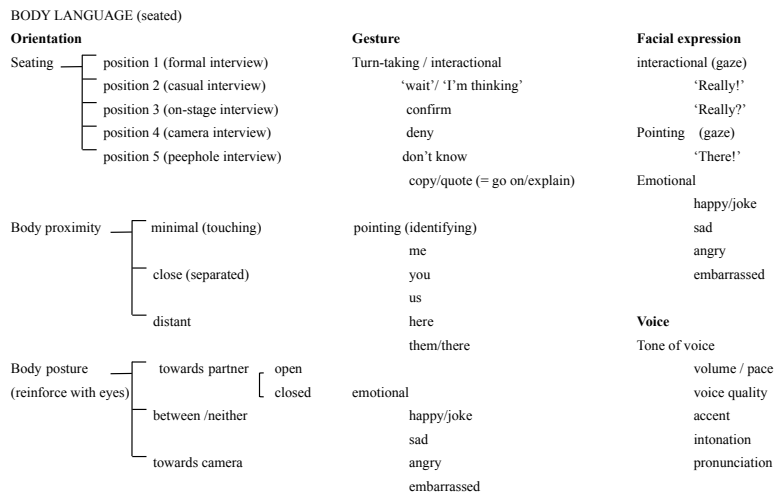 BODY LANGUAGE (seated)
Orientation
Seating
position 1 (formal interview)
position 2 (casual interview)
position 3 (on-stage interview)
position 4 (camera interview)
position 5 (peephole interview)
Body proximity
minimal (touching)
close (separated)
distant
Body posture
(reinforce with eyes)
towards partner
open
closed
between /neither
towards camera
Gesture
Turn-taking / interactional
‘wait’/ ‘I’m thinking’
confirm
deny
don’t know
copy/quote (= go on/explain)
pointing (identifying)
me
you
us
here
them/there
emotional
happy/joke
sad
angry
embarrassed
Facial expression
interactional (gaze)
‘Really!’
‘Really?’
Pointing (gaze)
‘There!’
Emotional
happy/joke
sad
angry
embarrassed
Voice
Tone of voice
volume / pace
voice quality
accent
intonation
pronunciation